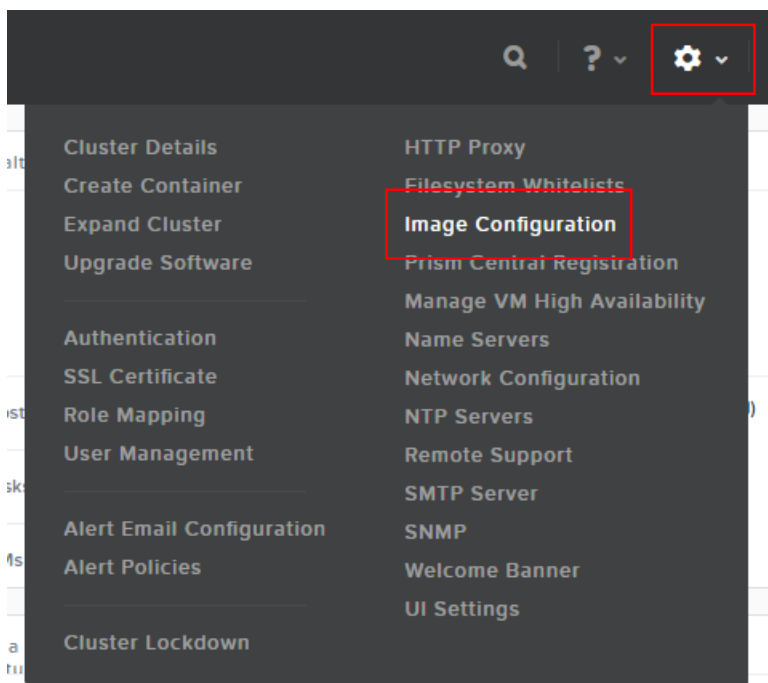 ?
Cluster Details
Create Container
Expand Cluster
Upgrade Software
Authentication
SSL Certificate
Role Mapping
User Management
Alert Email Configuration
Alert Policies
Cluster Lockdown
HTTP Proxy
Filesystem Whitelists
Image Configuration
Prism Central Registration
Manage VM High Availability
Name Servers
Network Configuration
NTP Servers
Remote Support
SMTP Server
SNMP
Welcome Banner
UI Settings